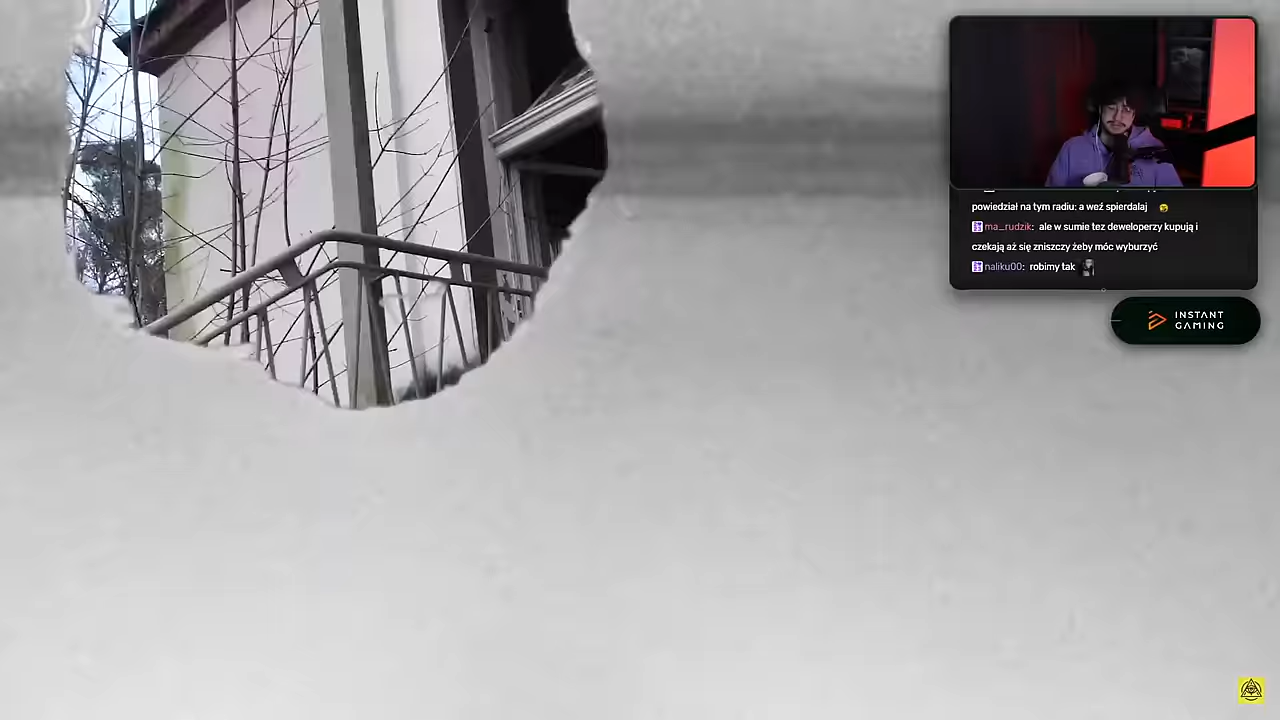 powiedział na tym radiu: a weź spierdalaj
ma_rudzik: ale w sumie tez deweloperzy kupują i
czekają aż się zniszczy żeby móc wyburzyć
naliku00: robimy tak
INSTANT
GAMING